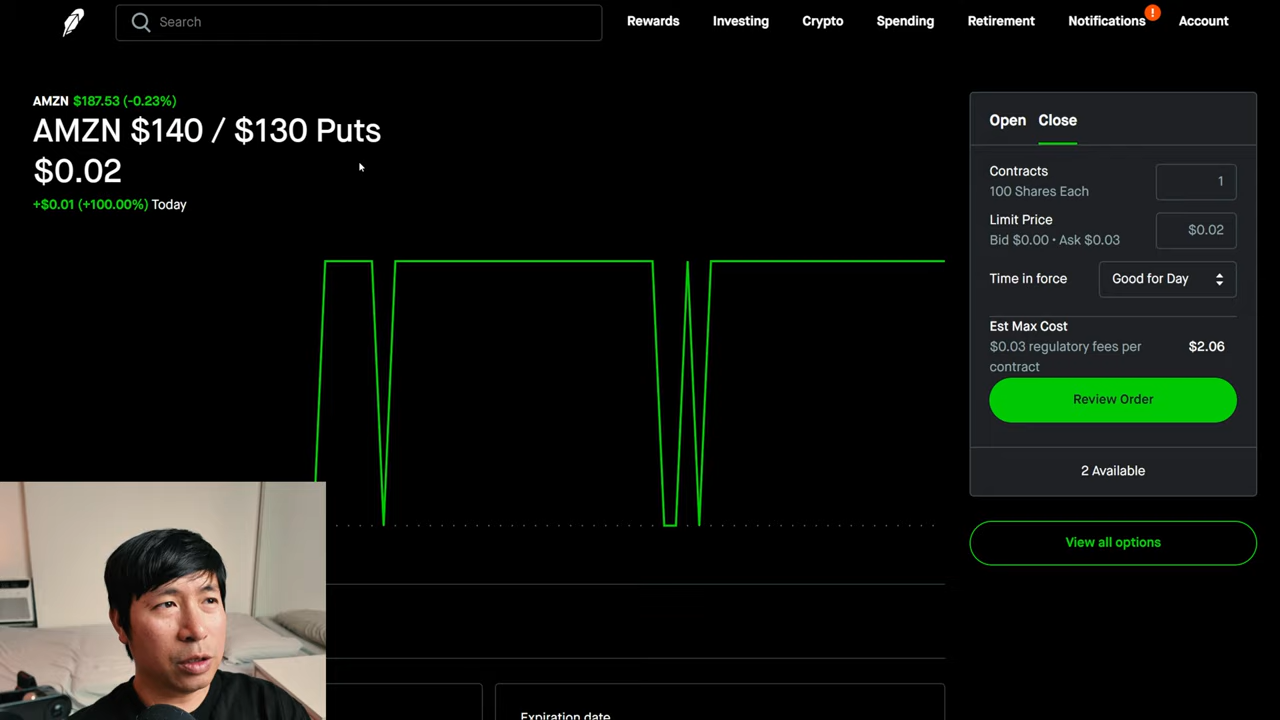 Search
Rewards
Investing
Crypto
Spending
Retirement
Notifications
!
Account
AMZN $187.53 (-0.23%)
AMZN $140 / $130 Puts
$0.02
+$0.01 (+100.00%) Today
Open Close
Contracts
100 Shares Each
1
Limit Price
Bid $0.00 • Ask $0.03
$0.02
Time in force
Good for Day
Est Max Cost
$0.03 regulatory fees per
contract
$2.06
Review Order
2 Available
View all options
Expiration date